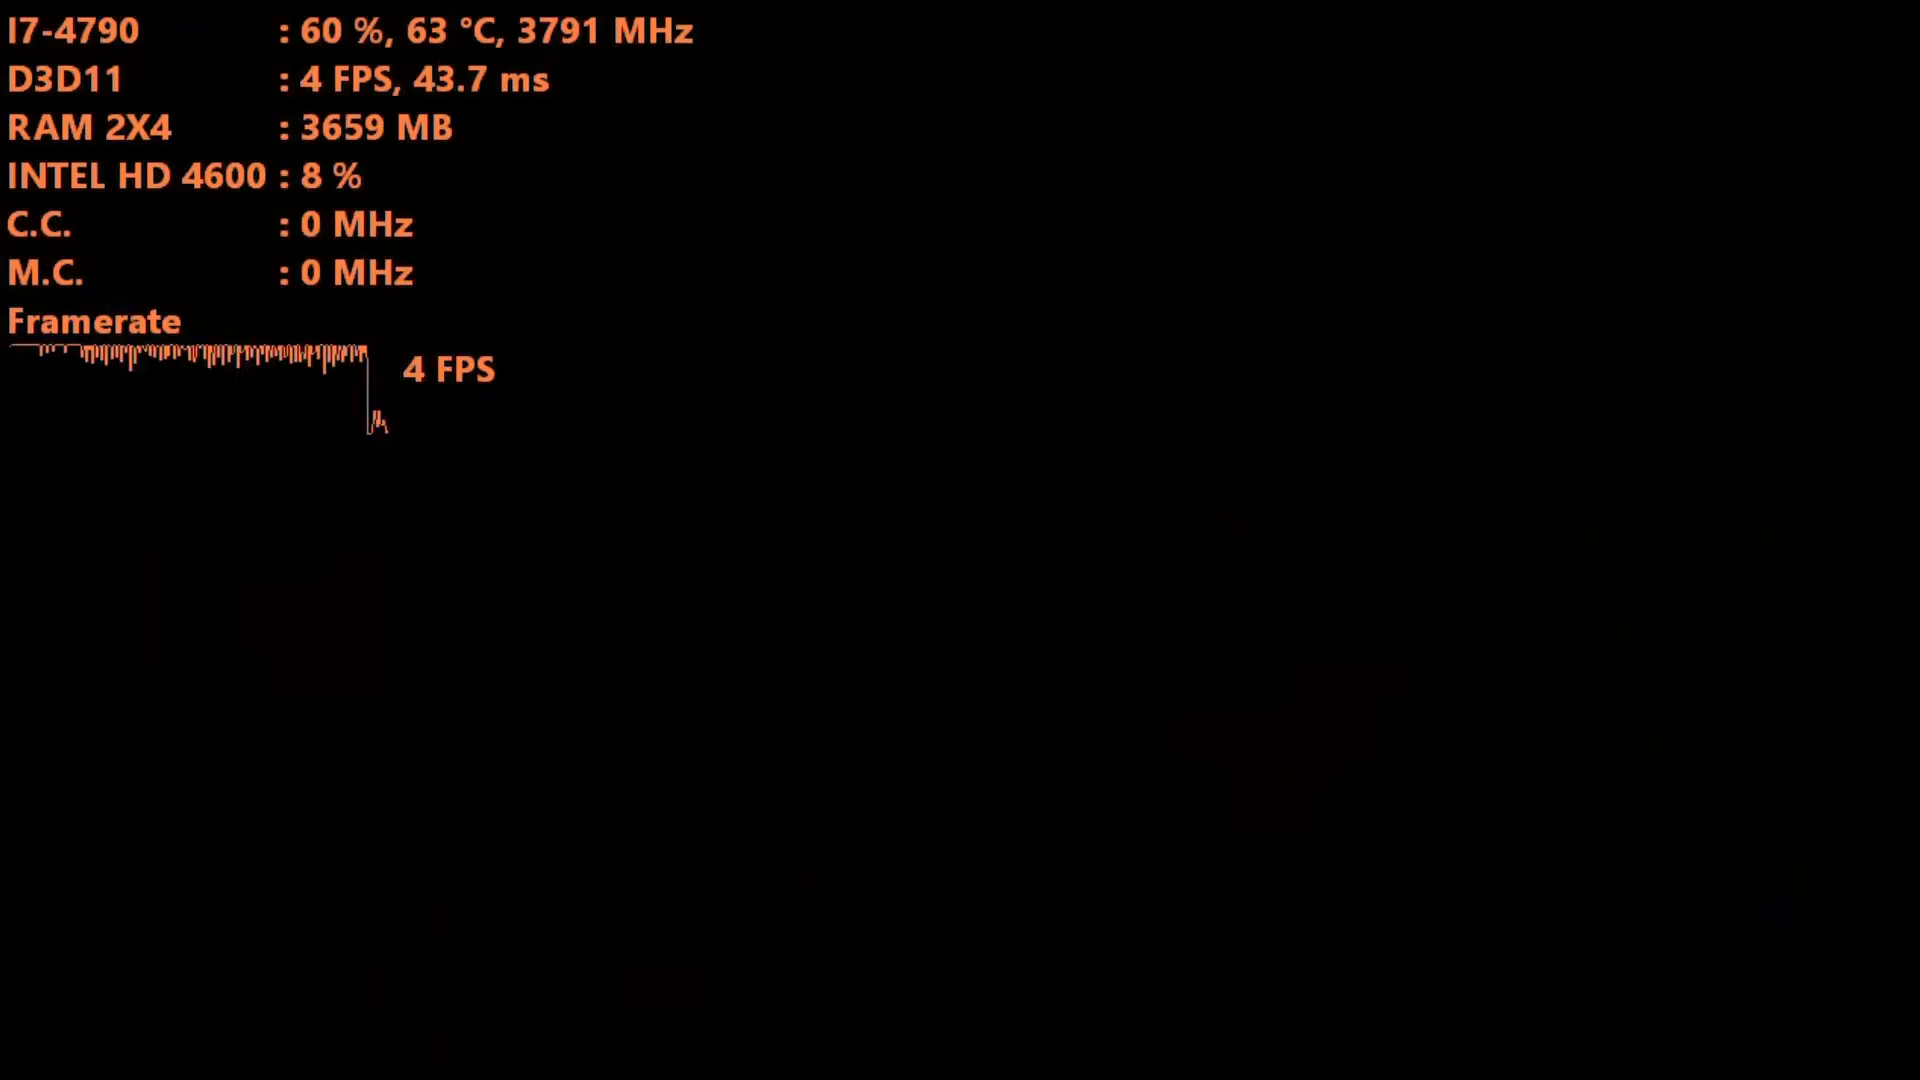 I7-4790 : 60 %, 63 °C, 3791 MHz
D3D11 : 4 FPS, 43.7 ms
RAM 2X4 : 3659 MB
INTEL HD 4600 : 8 %
C.C. : 0 MHz
M.C. : 0 MHz
Framerate
4 FPS